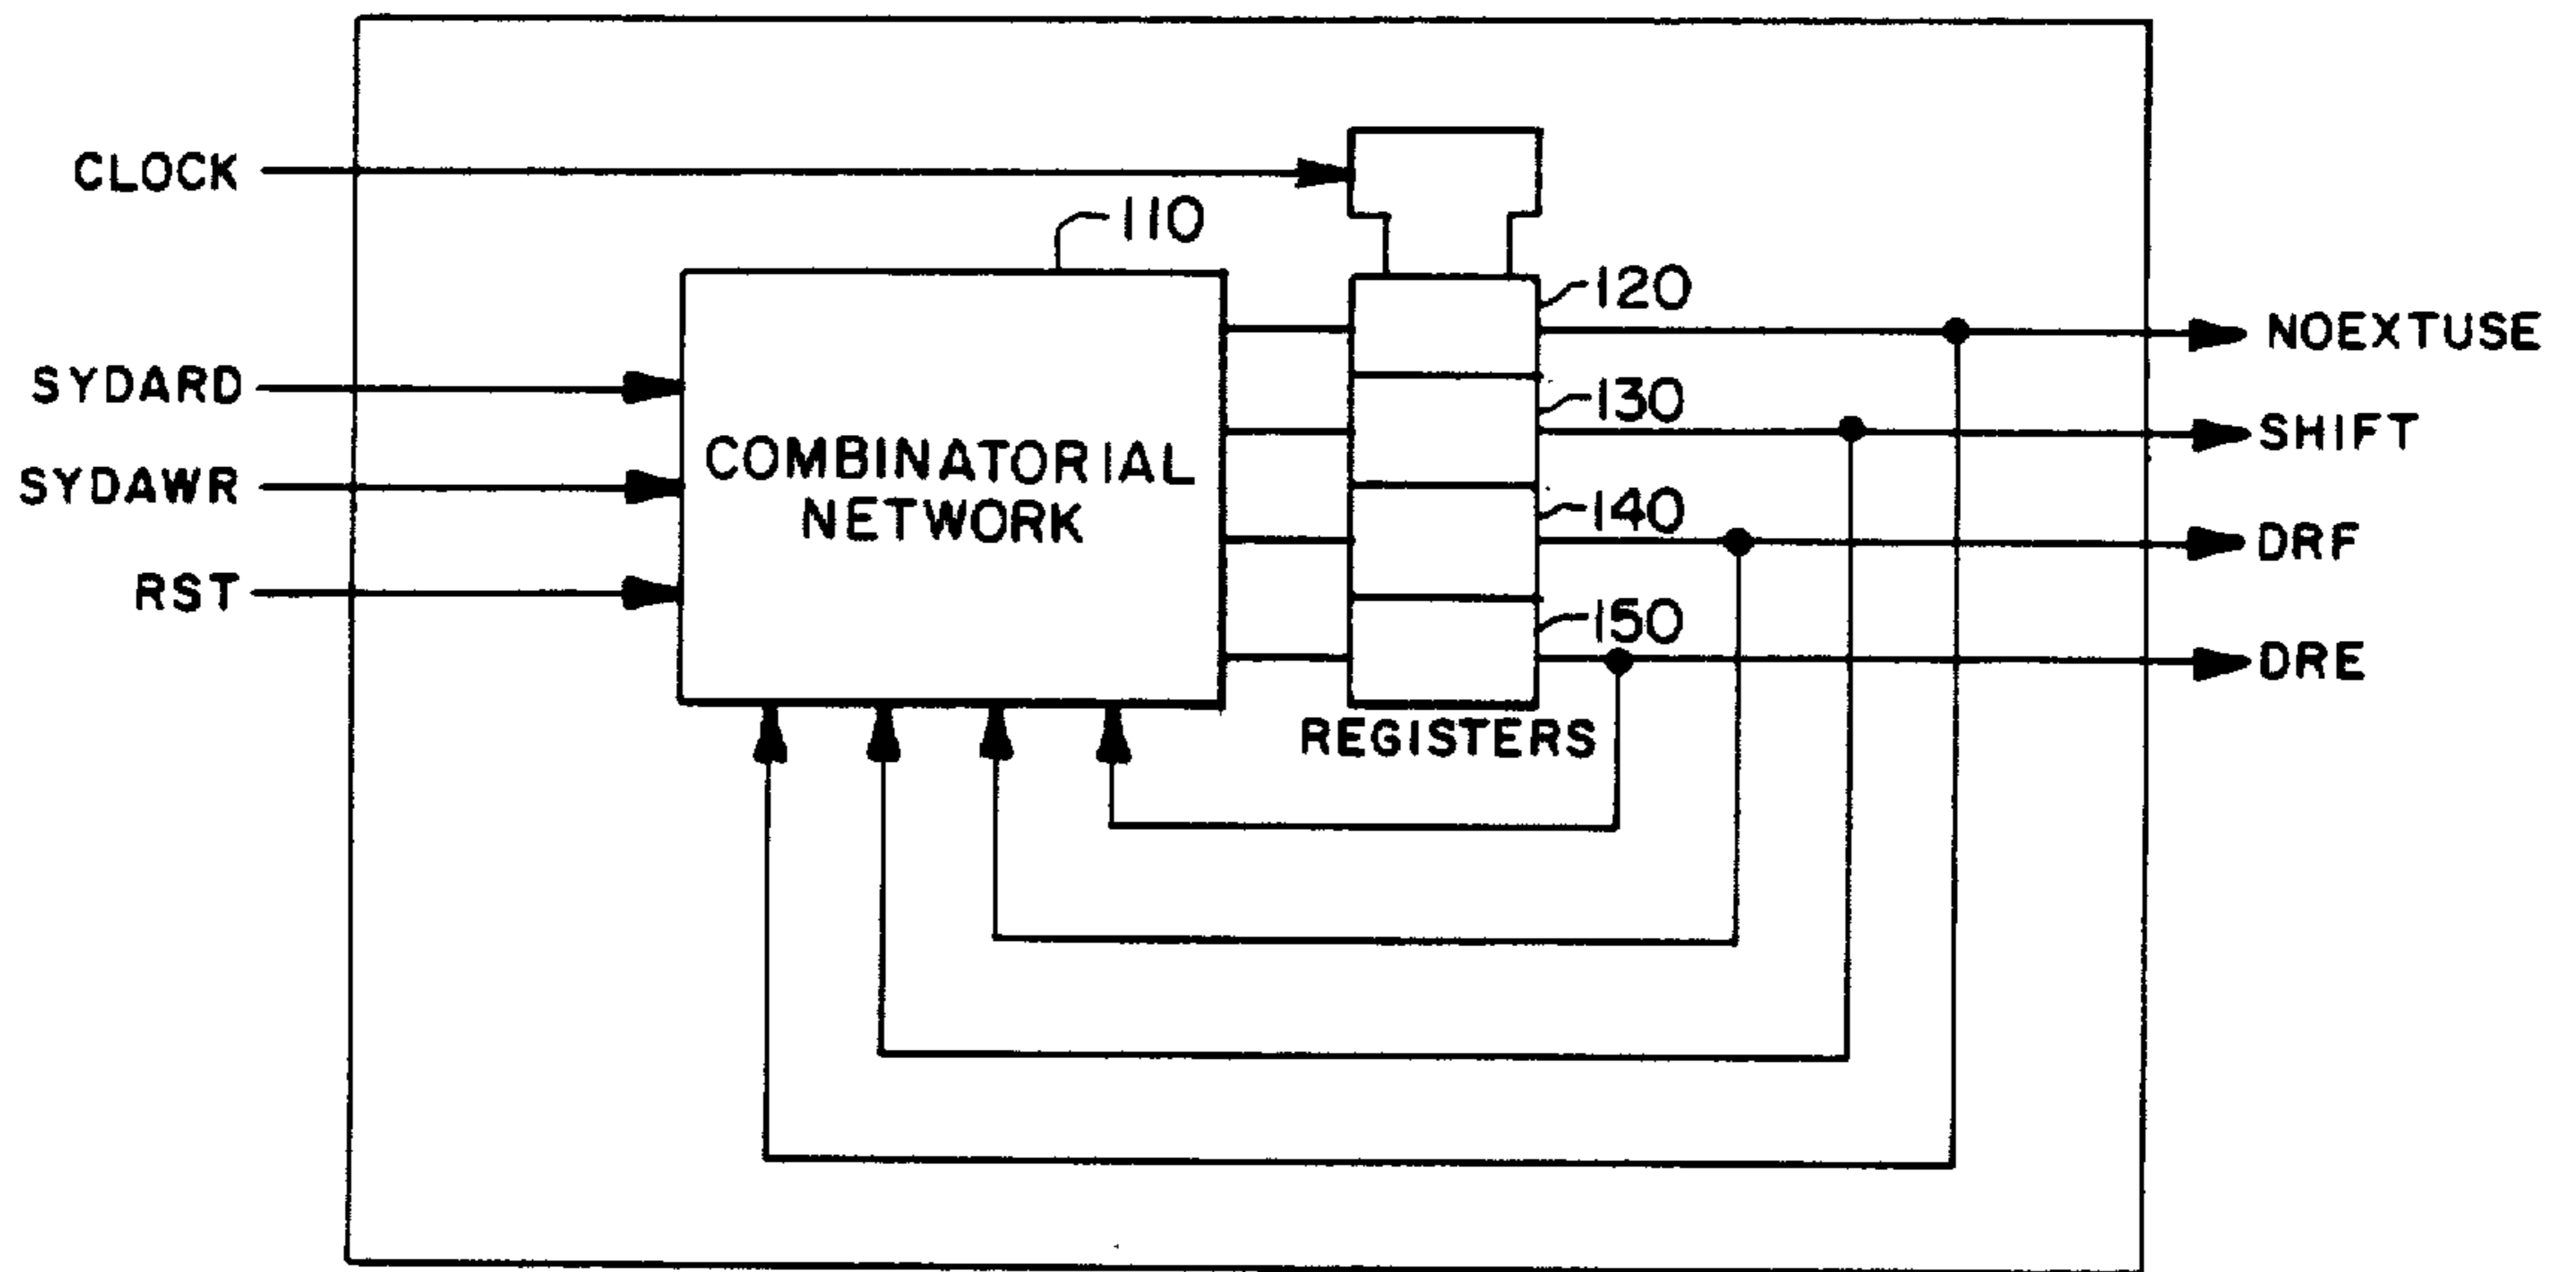 CLOCK
110
120
NOEXTUSE
SYDARD
130
SHIFT
COMBINATORIAL
NETWORK
SYDAWR
140
DRF
RST
150
DRE
REGISTERS